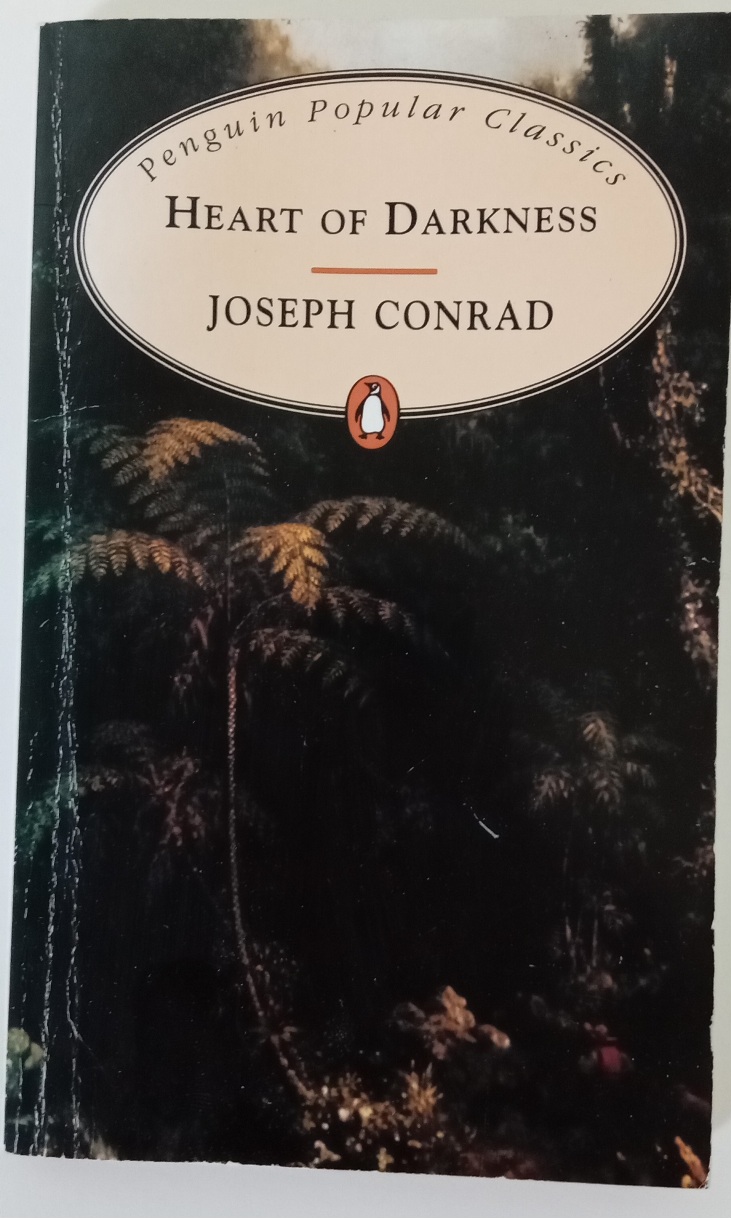 Penguin Popular Classics
HEART OF DARKNESS
JOSEPH CONRAD